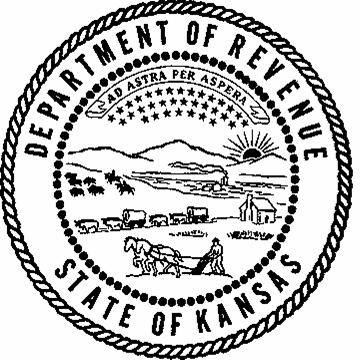 DEPARTMENT OF REVENUE
AD ASTRA PER ASPERA
STATE OF KANSAS